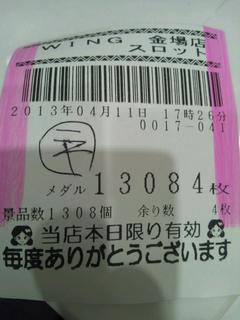 WING 金場店
スロット
2013年04月11日 17時26分
0017-041
メダル 13084枚
景品数1308個 余り数 4枚
当店本日限り有効
毎度ありがとうございます